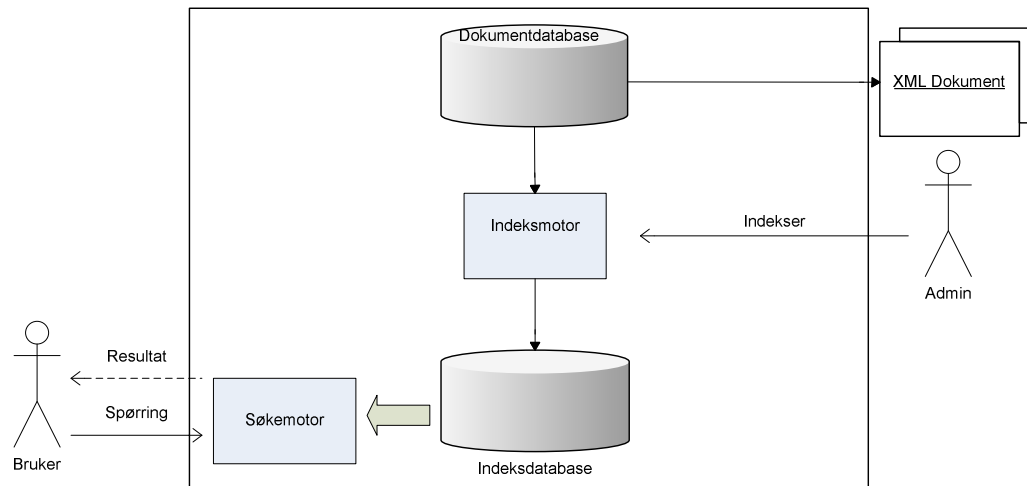 Dokumentdatabase
XML Dokument
Indeksmotor
Indekser
Admin
Resultat
Spørring
Søkemotor
Bruker
Indeksdatabase